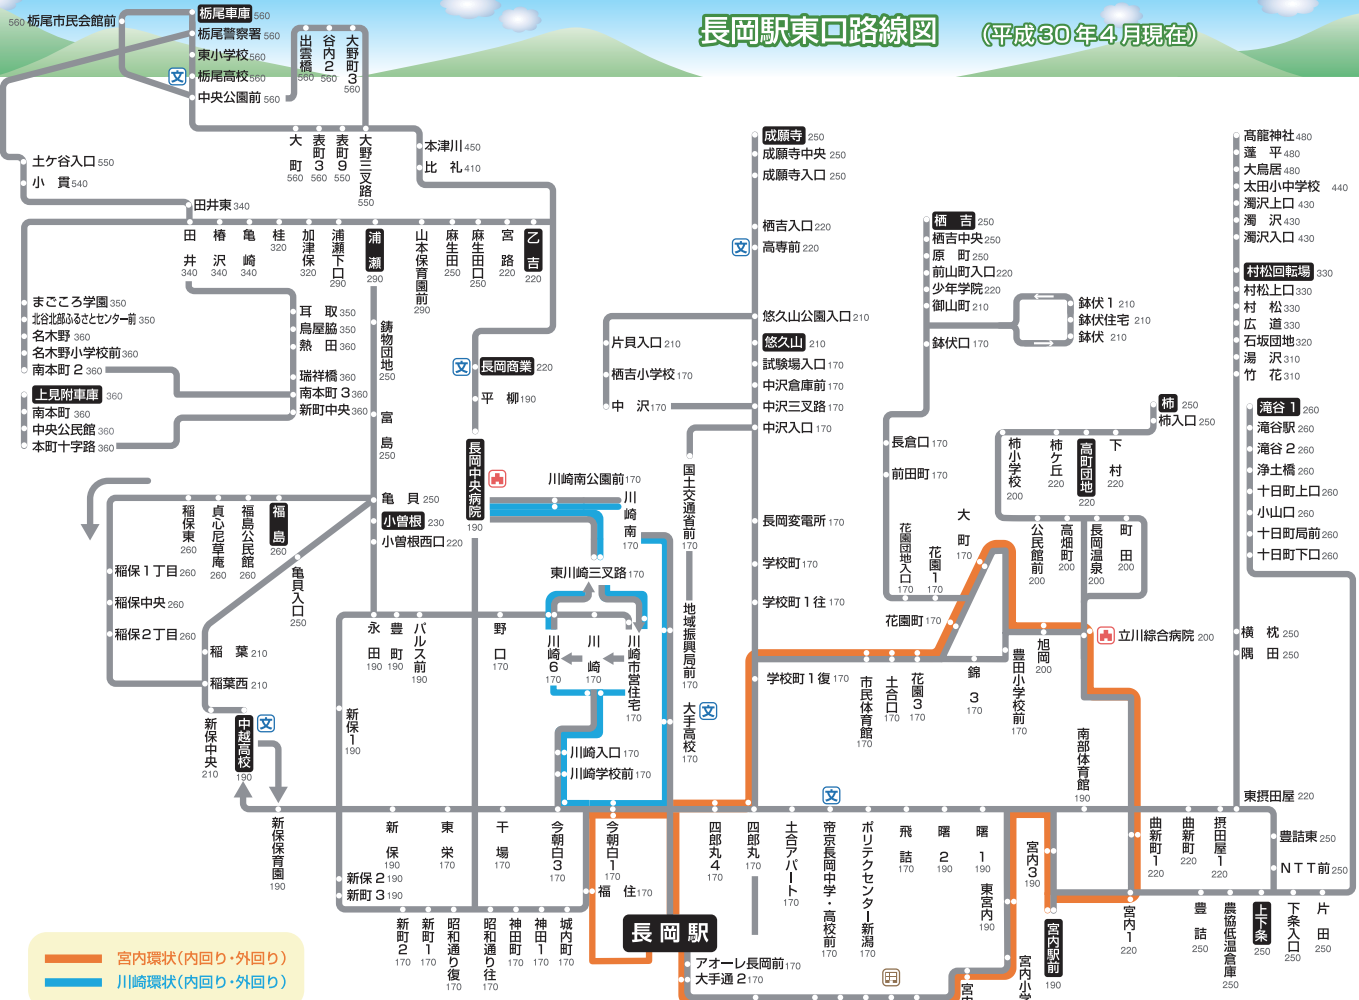 長岡駅東口路線図
（平成30年4月現在）
560 栃尾市民会館前
栃尾車庫 560
栃尾警察署 560
東小学校 560
文
栃尾高校 560
中央公園前 560
出雲橋 560
谷内2 560
大野町3 560
大町 560
表町3 560
表町9 550
大野三叉路 550
本津川 450
比礼 410
土ケ谷入口 550
小貫 540
田井東 340
田井 340
椿沢 340
亀崎 340
桂 320
加津保 320
浦瀬下口 290
浦瀬 290
山本保育園前 290
麻生田 250
麻生田口 250
宮路 220
乙吉 220
まごころ学園 350
北谷北部ふるさとセンター前 350
名木野 360
名木野小学校前 360
南本町2 360
上見附車庫 360
南本町 360
中央公民館 360
本町十字路 360
耳取 350
鳥屋脇 350
熱田 360
瑞祥橋 360
南本町3 360
新町中央 360
鋳物団地 250
富島 250
文
長岡商業 220
平柳 190
長岡中央病院 190
亀貝 250
小曽根 230
小曽根西口 220
稲保東 260
貞心尼草庵 260
福島公民館 260
福島 260
亀貝入口 250
稲保1丁目 260
稲保中央 260
稲保2丁目 260
稲葉 210
稲葉西 210
新保中央 210
中越高校 190
文
新保保育園 190
川崎南公園前 170
川崎南 170
東川崎三叉路 170
永田 190
豊町 190
パルス前 190
野口 170
川崎6 170
川崎 170
川崎市営住宅 170
新保1 190
川崎入口 170
川崎学校前 170
新保 190
東栄 170
干場 170
今朝白3 170
今朝白1 170
新保2 190
新町3 190
福住 170
新町2 170
新町1 170
昭和通り復 170
昭和通り往 170
神田町 170
神田1 170
城内町 170
長岡駅
アオーレ長岡前 170
大手通2 170
成願寺 250
成願寺中央 250
成願寺入口 250
栖吉入口 220
文
高専前 220
悠久山公園入口 210
悠久山 210
試験場入口 170
中沢倉庫前 170
中沢三叉路 170
中沢入口 170
片貝入口 210
栖吉小学校 170
中沢 170
国土交通省前 170
地域振興局前 170
大手高校 170
文
長岡変電所 170
学校町 170
学校町1往 170
学校町1復 170
栖吉 250
栖吉中央 250
原町 250
前山町入口 220
少年学院 220
御山町 210
鉢伏1 210
鉢伏住宅 210
鉢伏 210
鉢伏口 170
長倉口 170
前田町 170
花園団地入口 170
花園1 170
大町 170
花園町 170
市民体育館 170
土合口 170
花園3 170
錦3 170
豊田小学校前 170
旭岡 200
立川綜合病院 200
柿 250
柿入口 250
柿小学校 200
柿ケ丘 220
高町団地 220
下村 220
公民館前 200
高畑町 200
長岡温泉 200
町田 200
南部体育館 190
高龍神社 480
蓬平 480
大鳥居 480
太田小中学校 440
濁沢上口 430
濁沢 430
濁沢入口 430
村松回転場 330
村松上口 330
村松 330
広道 330
石坂団地 320
湯沢 310
竹花 310
滝谷1 260
滝谷駅 260
滝谷2 260
浄土橋 260
十日町上口 260
小山口 260
十日町局前 260
十日町下口 260
横枕 250
隅田 250
東摂田屋 220
四郎丸4 170
四郎丸 170
土合アパート 170
文
帝京長岡中学・高校前 170
ポリテクセンター新潟 170
飛詰 170
曙2 190
曙1 190
東宮内 190
宮内3 190
曲新町1 220
曲新町 220
摂田屋1 220
豊詰東 250
NTT前 250
宮内駅前 190
宮内1 220
豊詰 250
農協低温倉庫 250
上下条 250
下条入口 250
片田 250
宮内小学
宮内
宮内環状（内回り・外回り）
川崎環状（内回り・外回り）